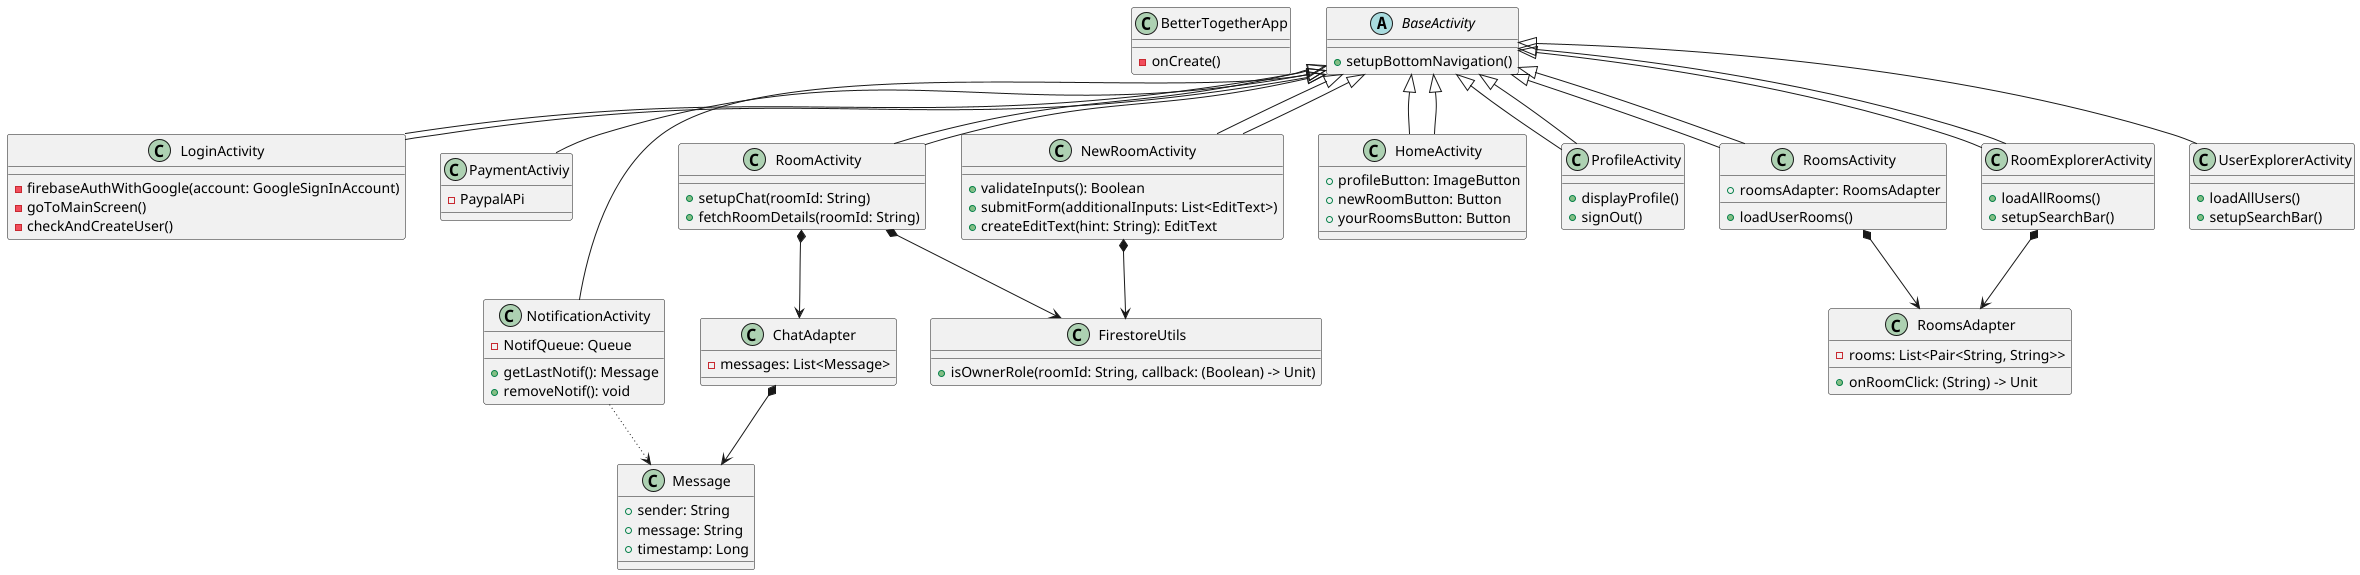 C BetterTogetherApp
onCreate()
A BaseActivity
setupBottomNavigation()
C LoginActivity
firebaseAuthWithGoogle(account: GoogleSignInAccount)
goToMainScreen()
checkAndCreateUser()
C PaymentActiviy
PaypalAPi
C RoomActivity
setupChat(roomId: String)
fetchRoomDetails(roomId: String)
C NewRoomActivity
validateInputs(): Boolean
submitForm(additionalInputs: List<EditText>)
createEditText(hint: String): EditText
C HomeActivity
profileButton: ImageButton
newRoomButton: Button
yourRoomsButton: Button
C ProfileActivity
displayProfile()
signOut()
C RoomsActivity
roomsAdapter: RoomsAdapter
loadUserRooms()
C RoomExplorerActivity
loadAllRooms()
setupSearchBar()
C UserExplorerActivity
loadAllUsers()
setupSearchBar()
C NotificationActivity
NotifQueue: Queue
getLastNotif(): Message
removeNotif(): void
C ChatAdapter
messages: List<Message>
C FirestoreUtils
isOwnerRole(roomId: String, callback: (Boolean) -> Unit)
C RoomsAdapter
rooms: List<Pair<String, String>>
onRoomClick: (String) -> Unit
C Message
sender: String
message: String
timestamp: Long